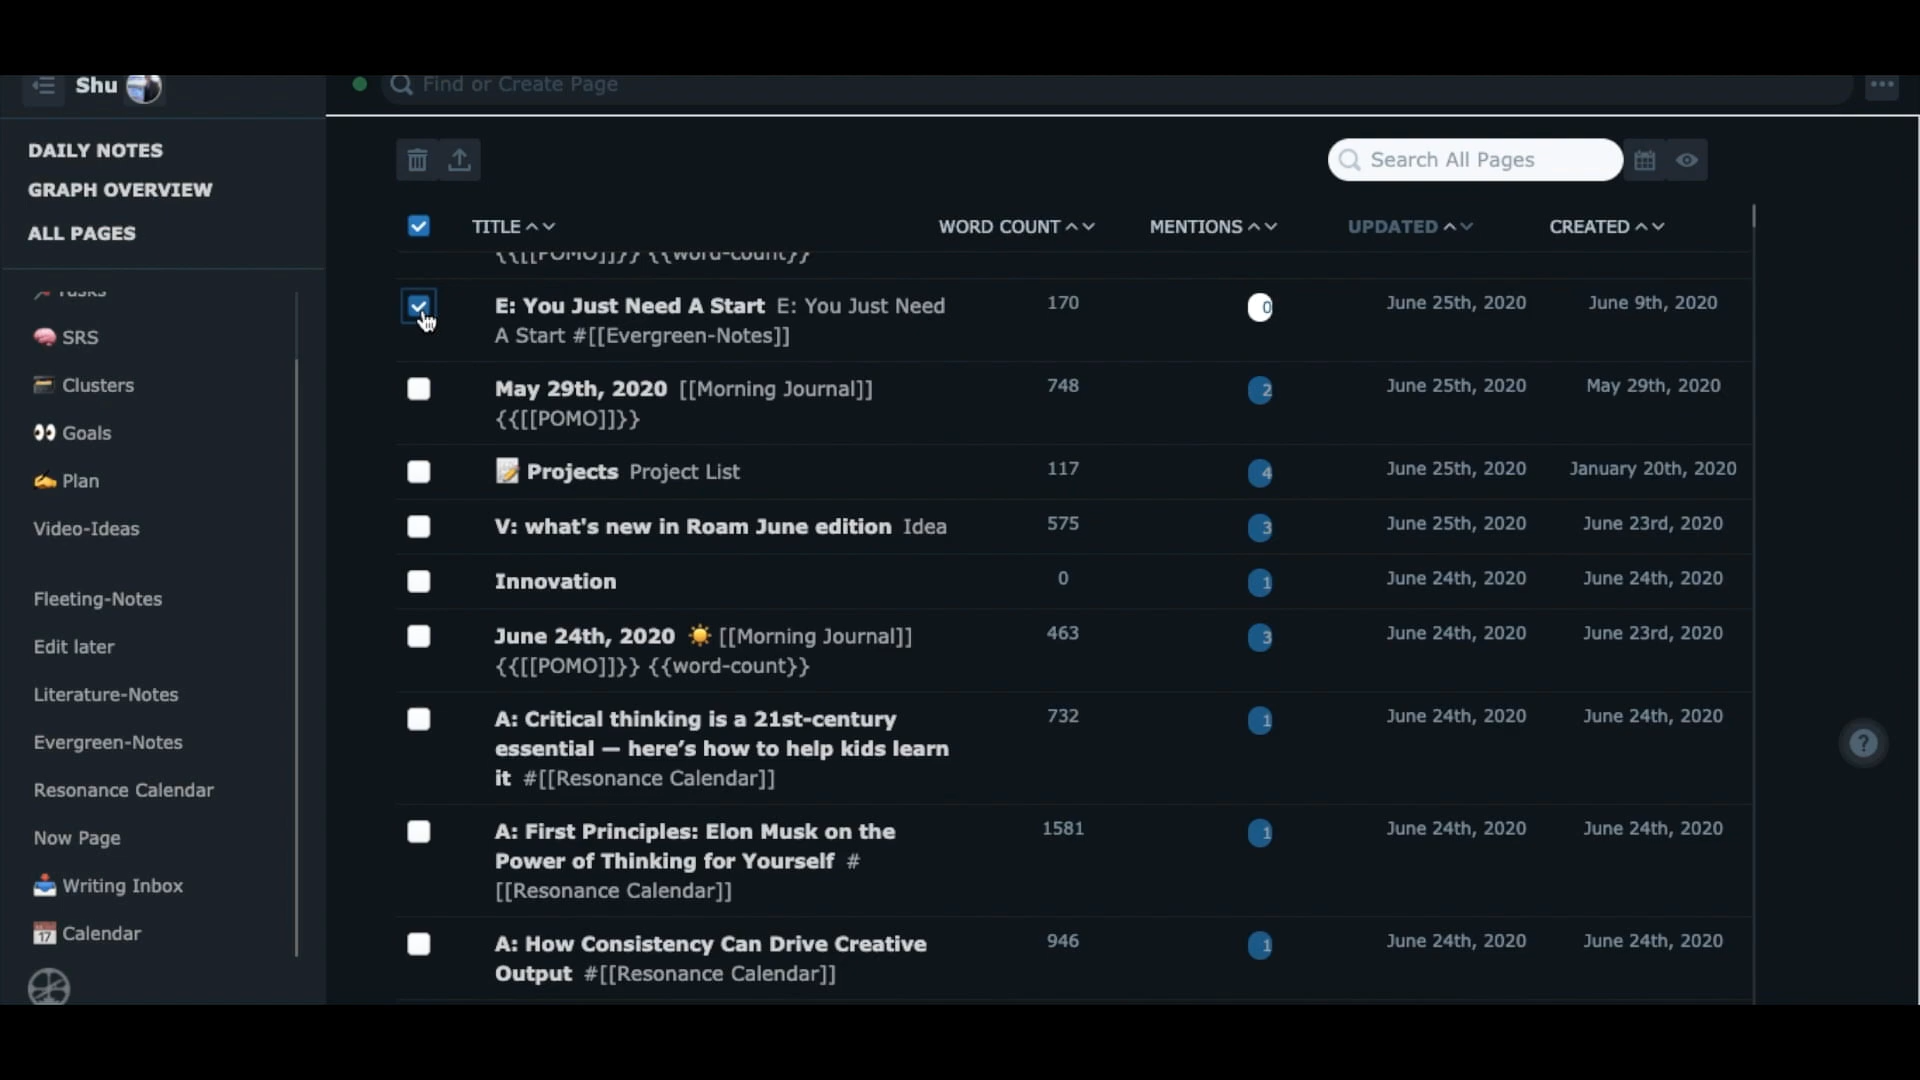 Shu
Find or Create Page
DAILY NOTES
GRAPH OVERVIEW
ALL PAGES
Tasks
SRS
Clusters
Goals
Plan
Video-Ideas
Fleeting-Notes
Edit later
Literature-Notes
Evergreen-Notes
Resonance Calendar
Now Page
Writing Inbox
17 Calendar
Search All Pages
TITLE WORD COUNT MENTIONS UPDATED CREATED
{{[[POMO]]}} {{word-count}}
E: You Just Need A Start E: You Just Need 170 0 June 25th, 2020 June 9th, 2020
A Start #[[Evergreen-Notes]]
May 29th, 2020 [[Morning Journal]] 748 2 June 25th, 2020 May 29th, 2020
{{[[POMO]]}}
Projects Project List 117 4 June 25th, 2020 January 20th, 2020
V: what's new in Roam June edition Idea 575 3 June 25th, 2020 June 23rd, 2020
Innovation 0 1 June 24th, 2020 June 24th, 2020
June 24th, 2020 ☀️ [[Morning Journal]] 463 3 June 24th, 2020 June 23rd, 2020
{{[[POMO]]}} {{word-count}}
A: Critical thinking is a 21st-century 732 1 June 24th, 2020 June 24th, 2020
essential — here’s how to help kids learn
it #[[Resonance Calendar]]
A: First Principles: Elon Musk on the 1581 1 June 24th, 2020 June 24th, 2020
Power of Thinking for Yourself #
[[Resonance Calendar]]
A: How Consistency Can Drive Creative 946 1 June 24th, 2020 June 24th, 2020
Output #[[Resonance Calendar]]
?